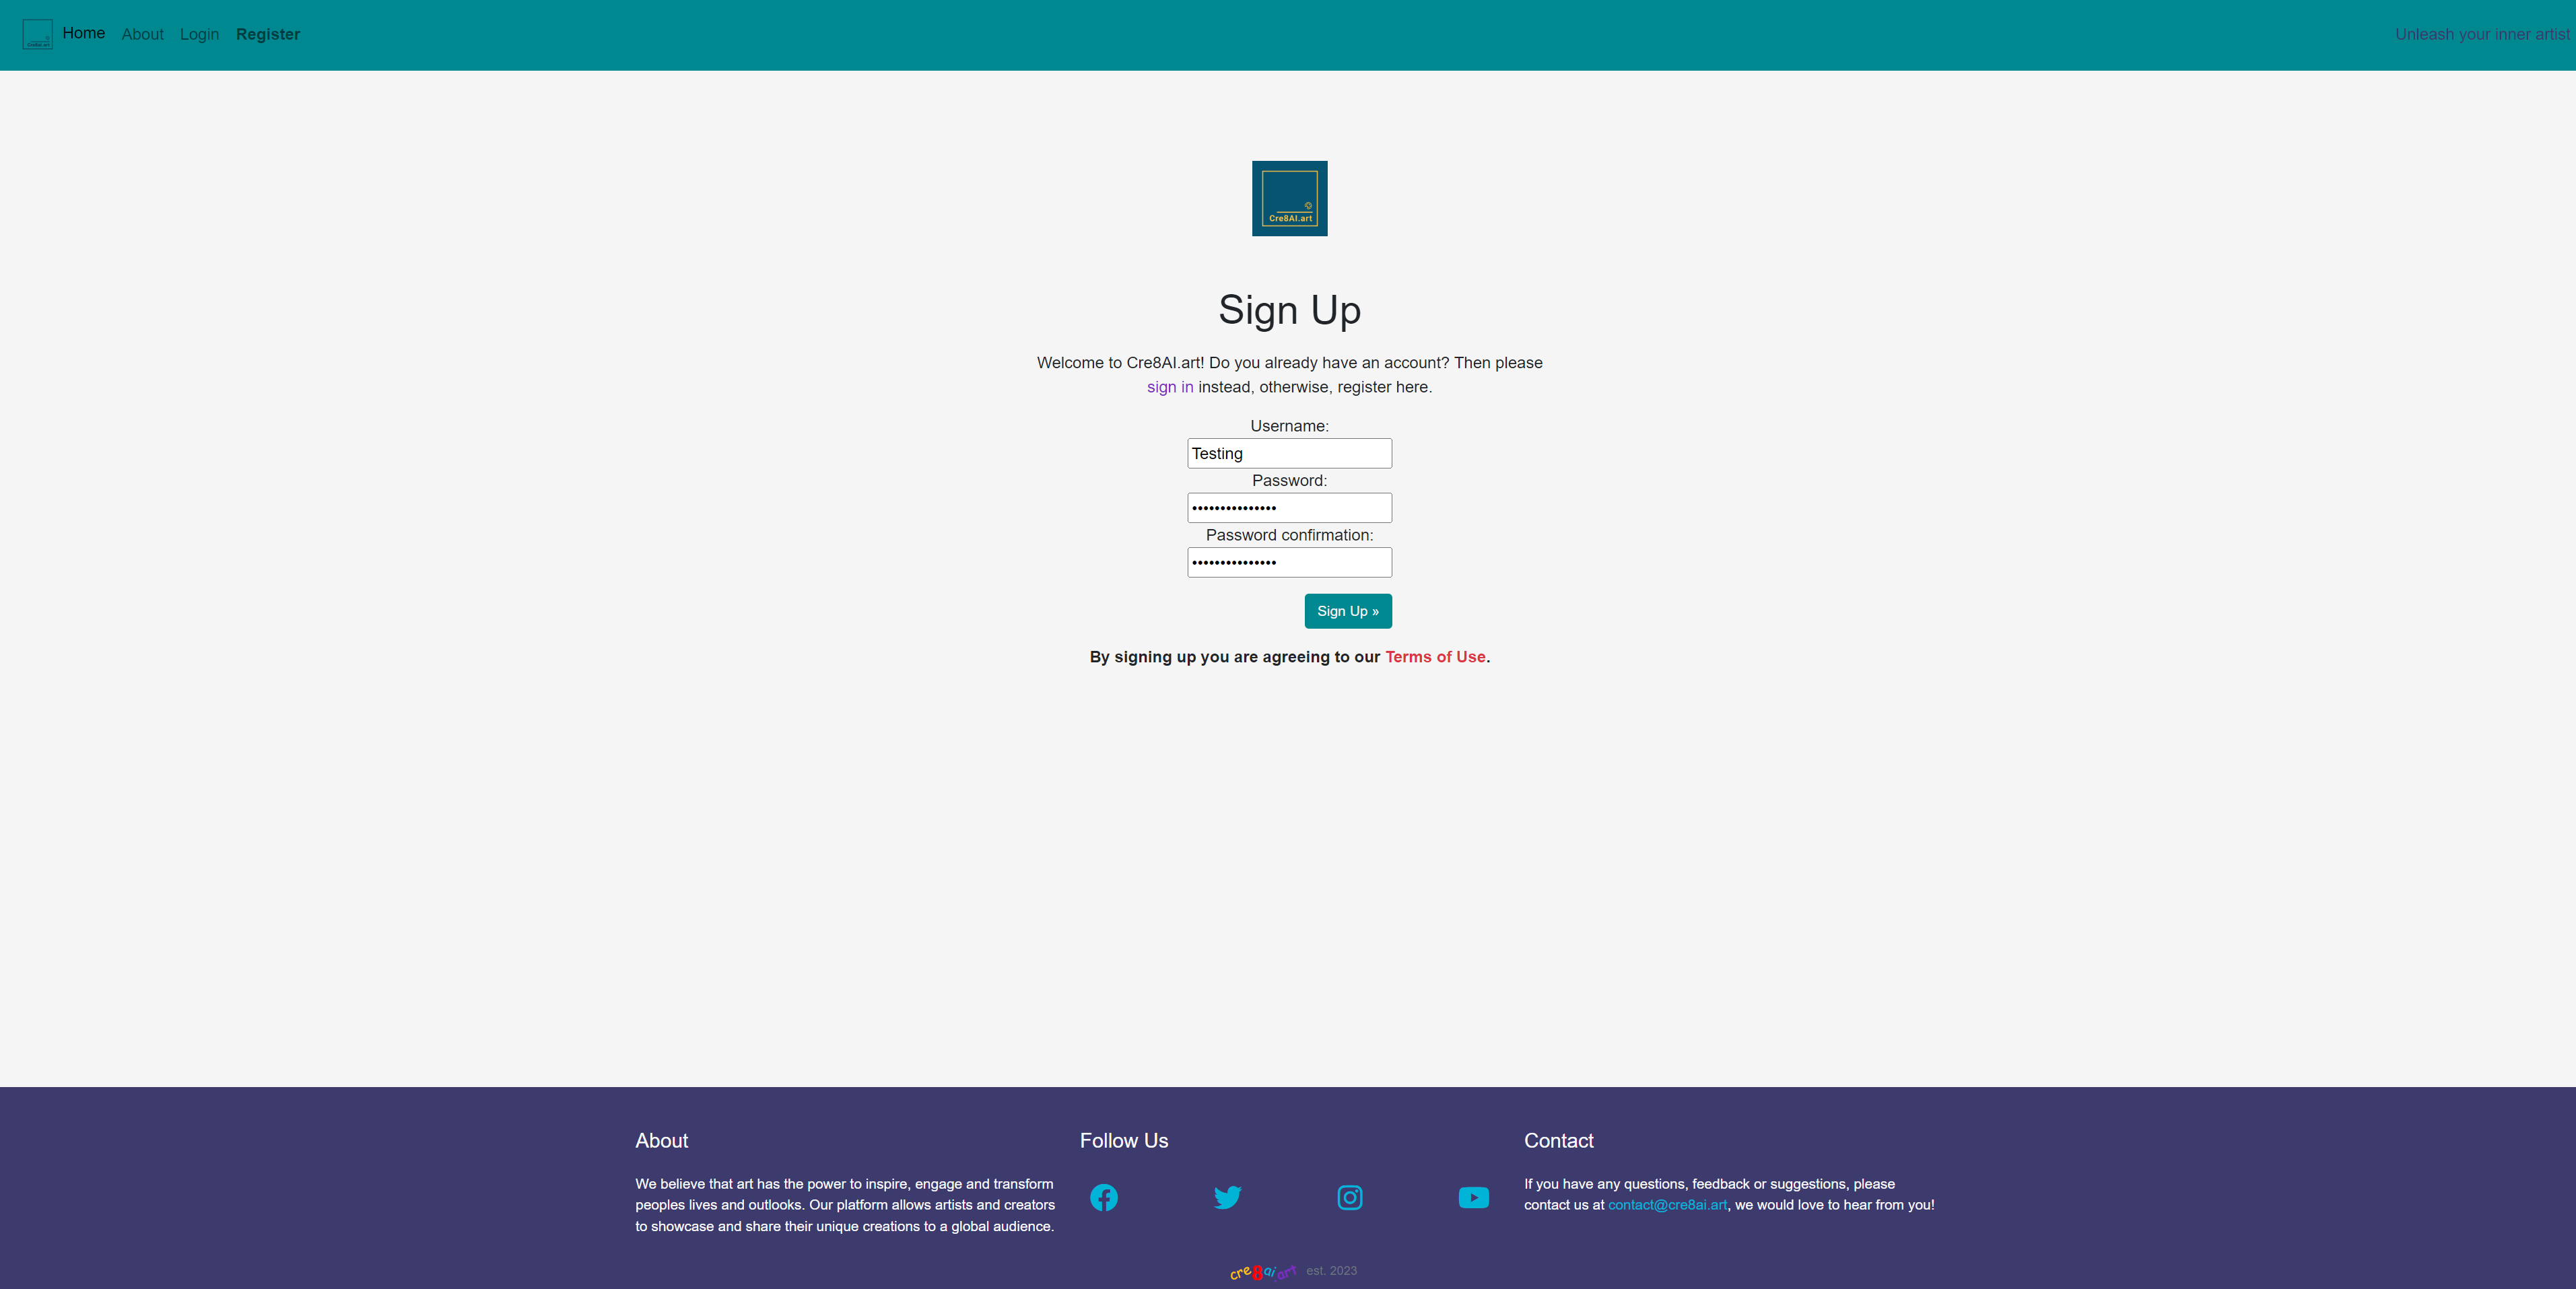 Home About Login Register
Unleash your inner artist
Cre8AI.art
Sign Up
Welcome to Cre8AI.art! Do you already have an account? Then please
sign in instead, otherwise, register here.
Username:
Testing
Password:
•••••••••••••••
Password confirmation:
•••••••••••••••
Sign Up »
By signing up you are agreeing to our Terms of Use.
About
We believe that art has the power to inspire, engage and transform
peoples lives and outlooks. Our platform allows artists and creators
to showcase and share their unique creations to a global audience.
Follow Us
Contact
If you have any questions, feedback or suggestions, please
contact us at contact@cre8ai.art, we would love to hear from you!
cre8ai.art est. 2023